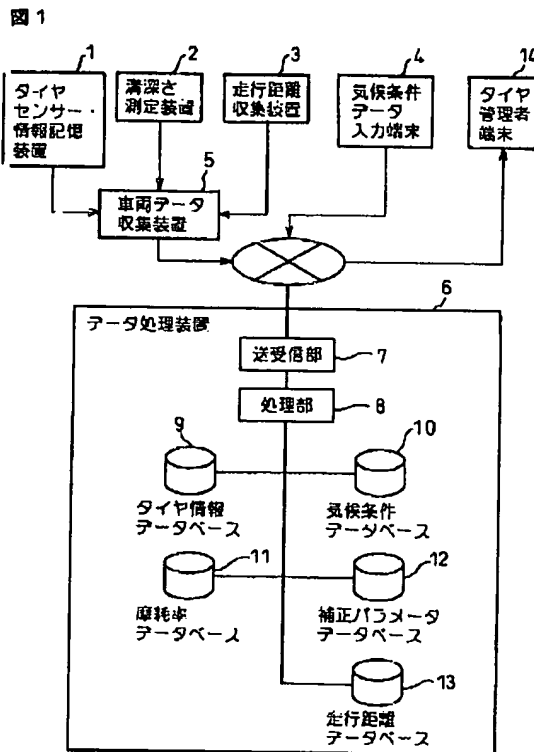 図1
1
タイヤ
センサー・
情報記憶
装置
2
溝深さ
測定装置
3
走行距離
収集装置
4
気候条件
データ
入力端末
14
タイヤ
管理者
端末
5
車両データ
収集装置
6
データ処理装置
送受信部
7
処理部
8
9
タイヤ情報
データベース
10
気候条件
データベース
11
摩耗率
データベース
12
補正パラメータ
データベース
13
走行距離
データベース